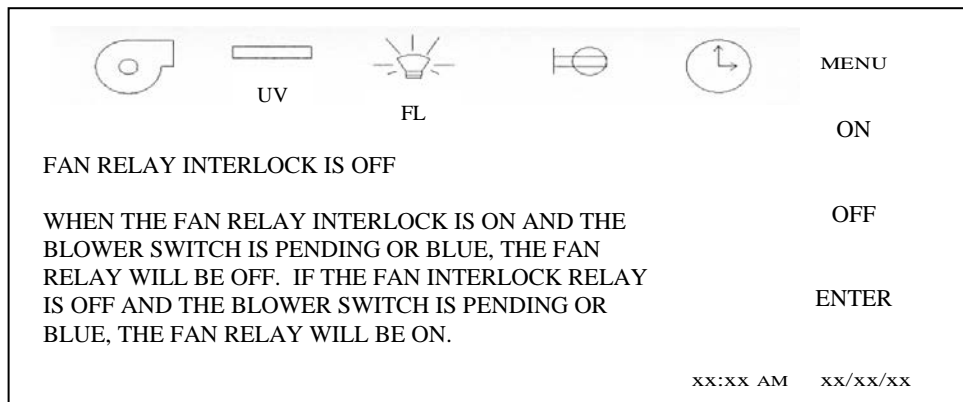 UV
FL
MENU
ON
FAN RELAY INTERLOCK IS OFF
WHEN THE FAN RELAY INTERLOCK IS ON AND THE
BLOWER SWITCH IS PENDING OR BLUE, THE FAN
RELAY WILL BE OFF.  IF THE FAN INTERLOCK RELAY
IS OFF AND THE BLOWER SWITCH IS PENDING OR
BLUE, THE FAN RELAY WILL BE ON.
OFF
ENTER
xx:xx AM
xx/xx/xx